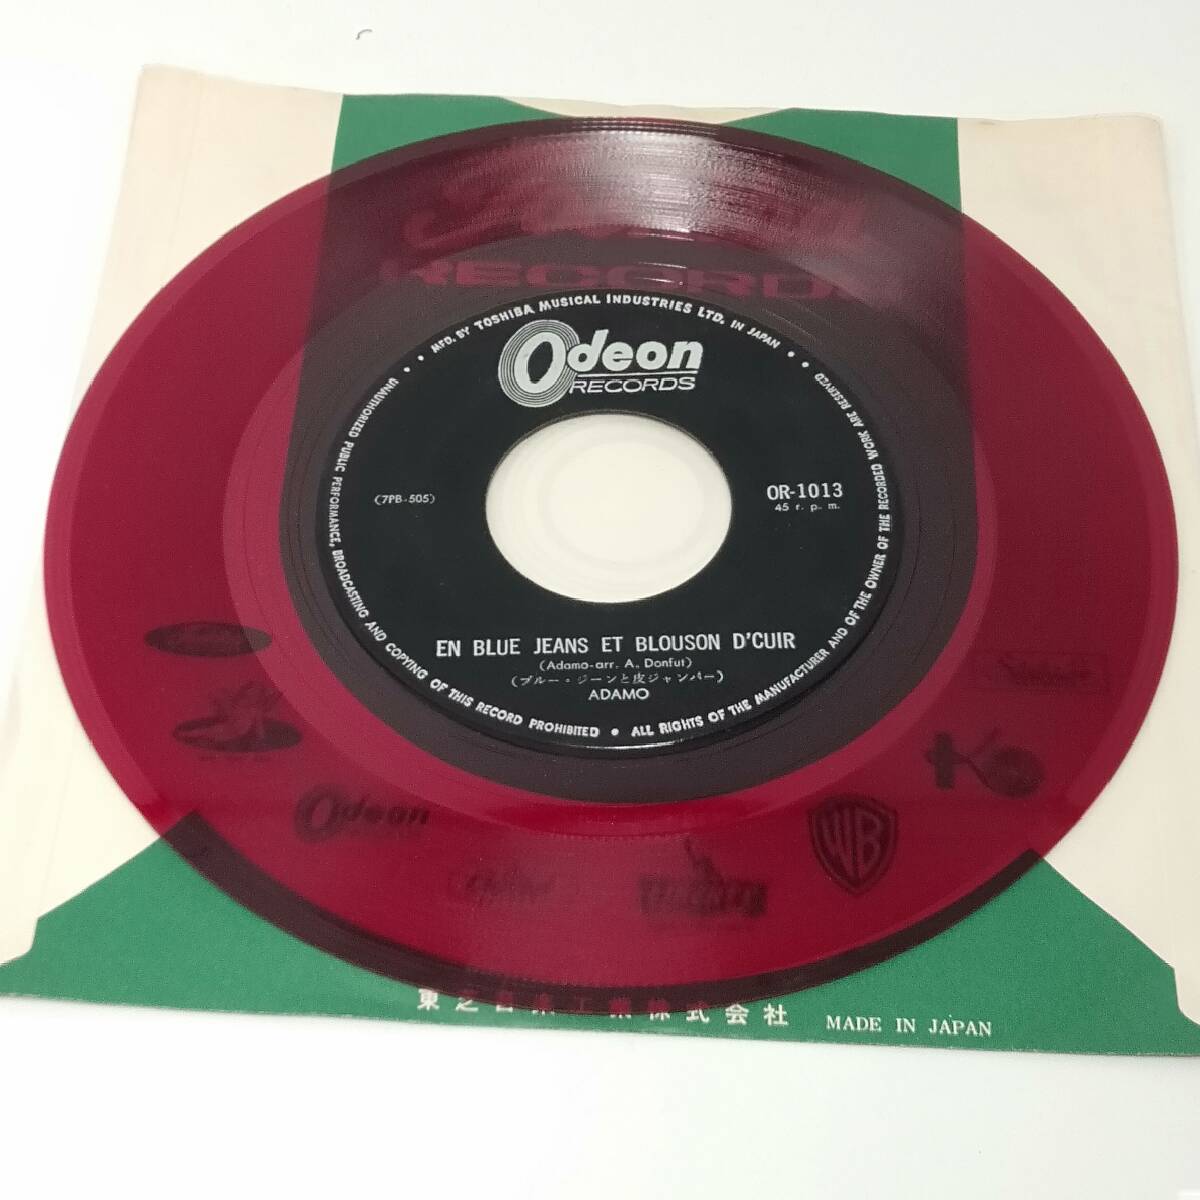 RECORDS
MFD. BY TOSHIBA MUSICAL INDUSTRIES LTD. IN JAPAN
Odeon
RECORDS
(7PB-505)
OR-1013
45 r. p. m.
EN BLUE JEANS ET BLOUSON D'CUIR
(Adamo-arr. A. Donfut)
(ブルー・ジーンと皮ジャンパー)
ADAMO
UNAUTHORIZED PUBLIC PERFORMANCE, BROADCASTING AND COPYING OF THIS RECORD PROHIBITED • ALL RIGHTS OF THE MANUFACTURER AND OF THE OWNER OF THE RECORDED WORK ARE RESERVED
Odeon
WB
東芝音楽工業株式会社 MADE IN JAPAN